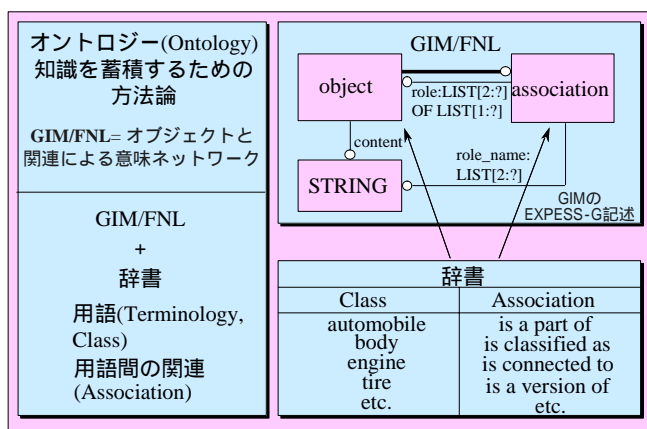 オントロジー(Ontology)
知識を蓄積するための
方法論
GIM/FNL= オブジェクトと
関連による意味ネットワーク
GIM/FNL
+
辞書
用語(Terminology,
Class)
用語間の関連
(Association)
GIM/FNL
object
association
role:LIST[2:?]
OF LIST[1:?]
content
role_name:
LIST[2:?]
STRING
GIMの
EXPESS-G記述
辞書
Class
Association
automobile
body
engine
tire
etc.
is a part of
is classified as
is connected to
is a version of
etc.